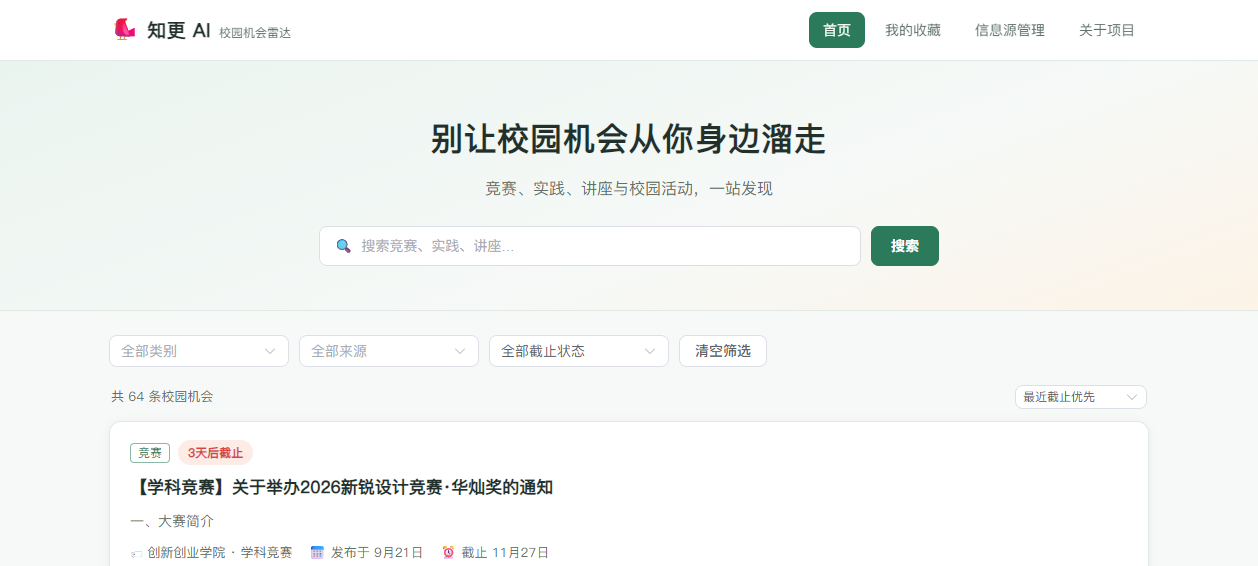 知更 AI 校园机会雷达 首页 我的收藏 信息源管理 关于项目
别让校园机会从你身边溜走
竞赛、实践、讲座与校园活动，一站发现
搜索竞赛、实践、讲座... 搜索
全部类别 全部来源 全部截止状态 清空筛选
共 64 条校园机会 最近截止优先
竞赛 3天后截止
【学科竞赛】关于举办2026新锐设计竞赛·华灿奖的通知
一、大赛简介
创新创业学院 · 学科竞赛 发布于 9月21日 截止 11月27日